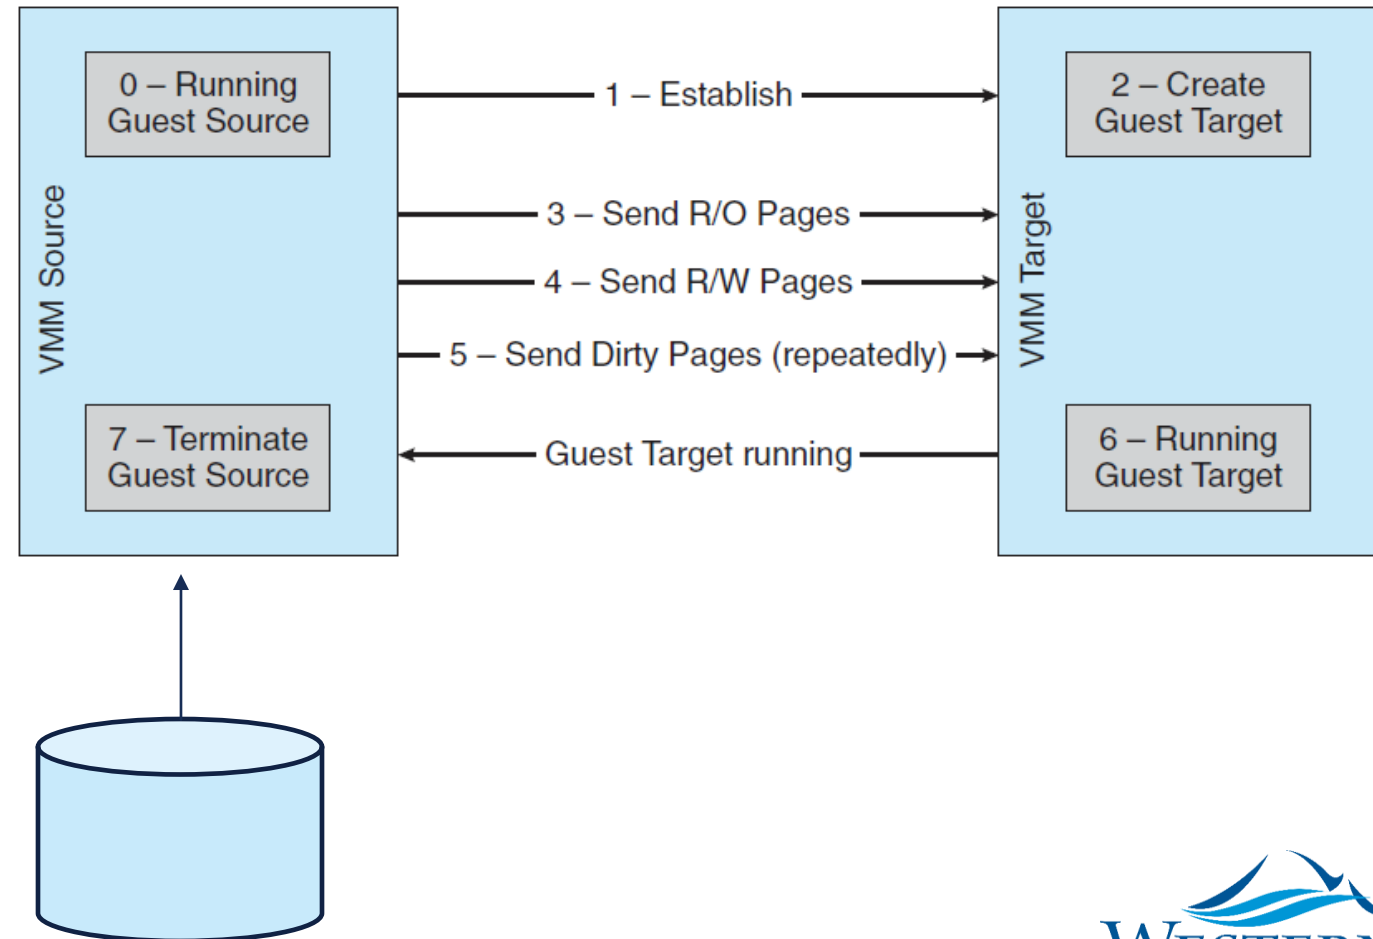 0 – Running
Guest Source
1 – Establish
2 – Create
Guest Target
3 – Send R/O Pages
4 – Send R/W Pages
5 – Send Dirty Pages (repeatedly)
VMM Source
VMM Target
7 – Terminate
Guest Source
Guest Target running
6 – Running
Guest Target
WESTERN